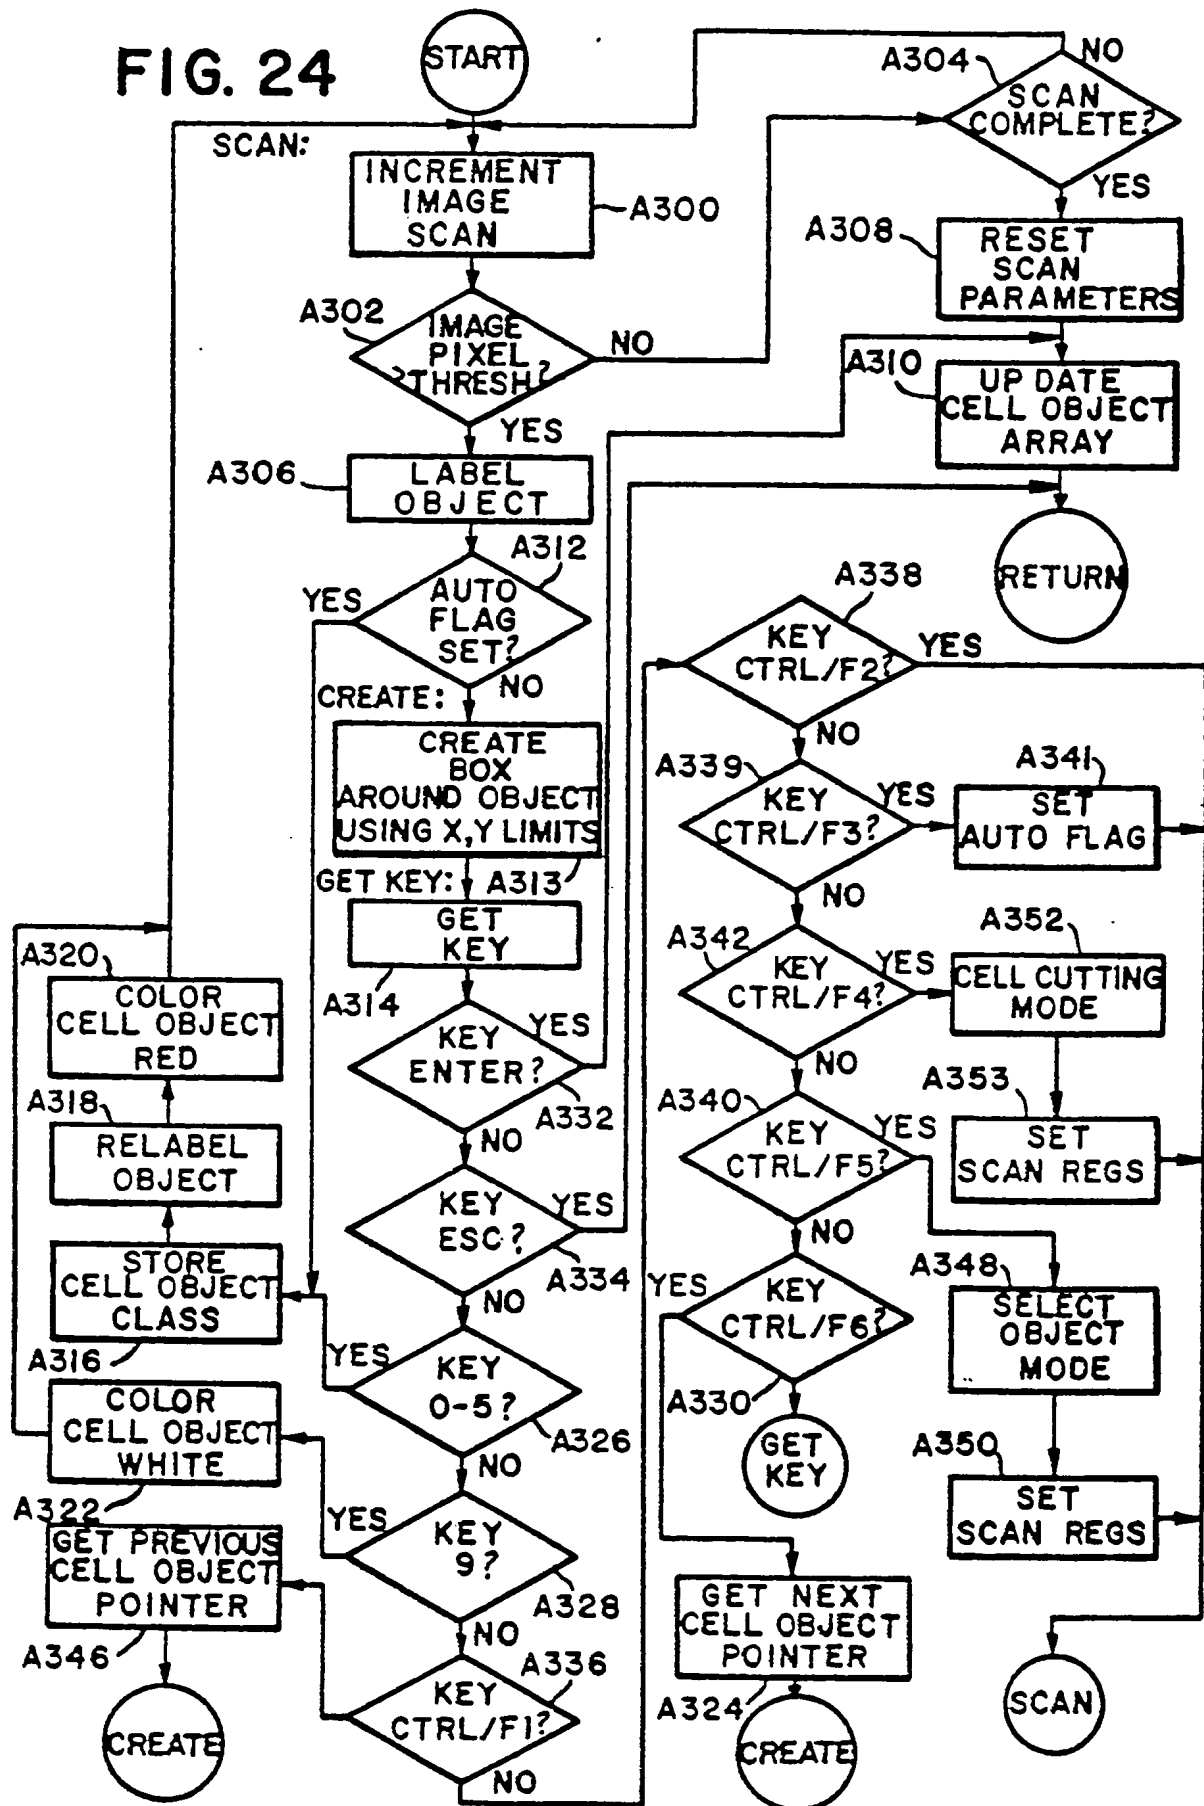 FIG. 24
START
SCAN:
INCREMENT
IMAGE
SCAN
A300
A302
IMAGE
PIXEL
>THRESH?
NO
YES
A304
SCAN
COMPLETE?
NO
YES
A308
RESET
SCAN
PARAMETERS
A310
UP DATE
CELL OBJECT
ARRAY
RETURN
A306
LABEL
OBJECT
A312
AUTO
FLAG
SET?
YES
NO
CREATE:
CREATE
BOX
AROUND OBJECT
USING X,Y LIMITS
A313
GET KEY:
GET
KEY
A314
KEY
ENTER?
YES
A332
NO
KEY
ESC?
YES
A334
NO
KEY
0-5?
YES
A326
NO
KEY
9?
YES
A328
NO
KEY
CTRL/F1?
A336
NO
A320
COLOR
CELL OBJECT
RED
A318
RELABEL
OBJECT
STORE
CELL OBJECT
CLASS
A316
COLOR
CELL OBJECT
WHITE
A322
GET PREVIOUS
CELL OBJECT
POINTER
A346
CREATE
A338
KEY
CTRL/F2?
YES
NO
A339
KEY
CTRL/F3?
YES
NO
A341
SET
AUTO FLAG
A342
KEY
CTRL/F4?
YES
NO
A352
CELL CUTTING
MODE
A353
SET
SCAN REGS
A340
KEY
CTRL/F5?
YES
NO
A348
SELECT
OBJECT
MODE
A350
SET
SCAN REGS
YES
KEY
CTRL/F6?
A330
GET
KEY
GET NEXT
CELL OBJECT
POINTER
A324
CREATE
SCAN